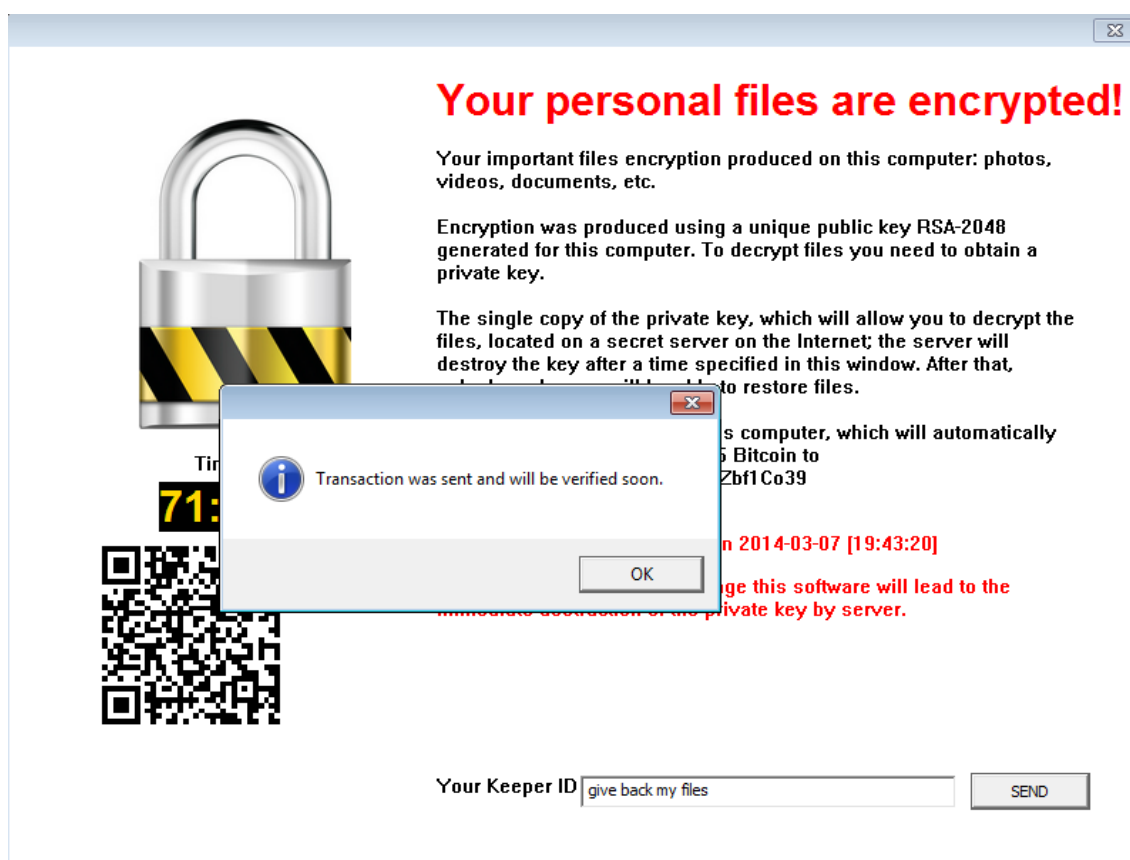 Your personal files are encrypted!
Your important files encryption produced on this computer: photos,
videos, documents, etc.
Encryption was produced using a unique public key RSA-2048
generated for this computer. To decrypt files you need to obtain a
private key.
The single copy of the private key, which will allow you to decrypt the
files, located on a secret server on the Internet; the server will
destroy the key after a time specified in this window. After that,
to restore files.
s computer, which will automatically
Bitcoin to
Zbf1Co39
71:
Transaction was sent and will be verified soon.
OK
n 2014-03-07 [19:43:20]
this software will lead to the
private key by server.
Your Keeper ID
give back my files
SEND